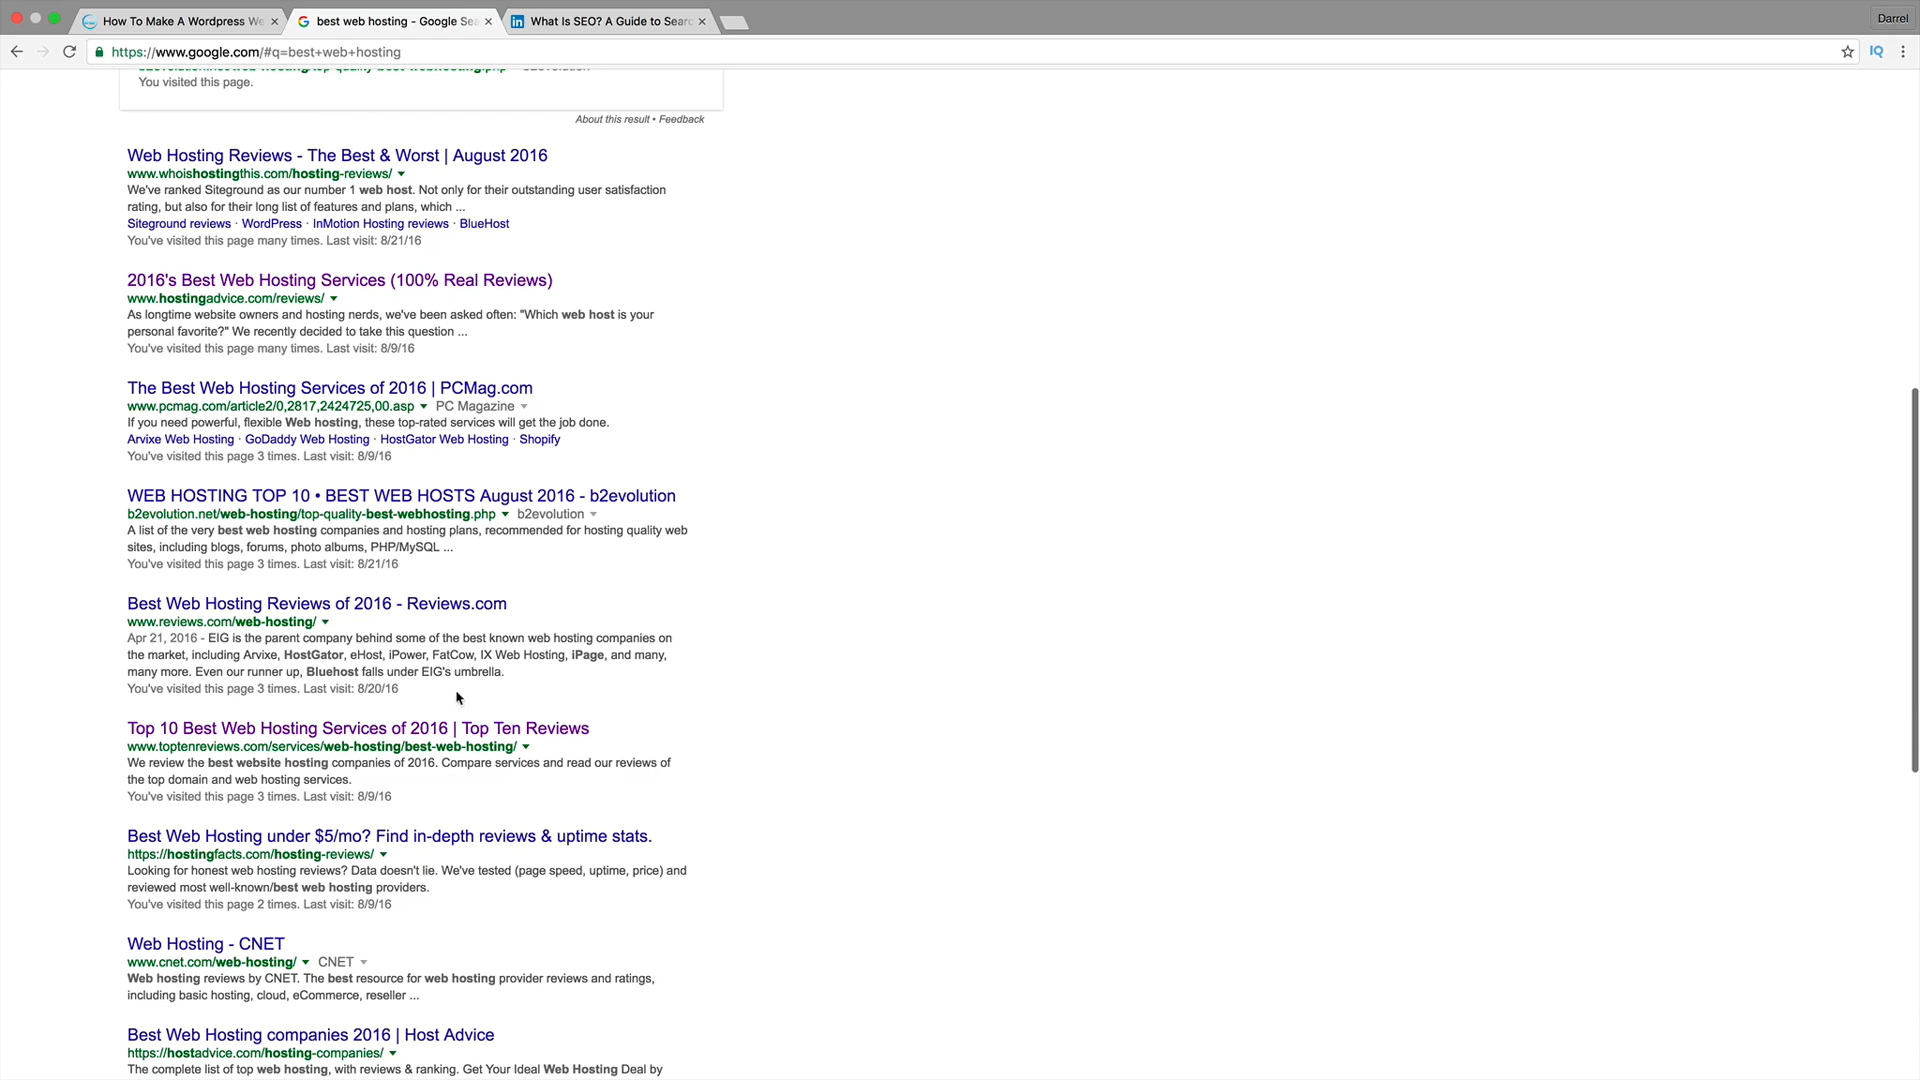 How To Make A Wordpress We
best web hosting - Google Sea
What Is SEO? A Guide to Searc
Darrel
https://www.google.com/#q=best+web+hosting
IQ
You visited this page.
About this result • Feedback
Web Hosting Reviews - The Best & Worst | August 2016
www.whoishostingthis.com/hosting-reviews/
We've ranked Siteground as our number 1 web host. Not only for their outstanding user satisfaction
rating, but also for their long list of features and plans, which ...
Siteground reviews · WordPress · InMotion Hosting reviews · BlueHost
You've visited this page many times. Last visit: 8/21/16
2016's Best Web Hosting Services (100% Real Reviews)
www.hostingadvice.com/reviews/
As longtime website owners and hosting nerds, we've been asked often: "Which web host is your
personal favorite?" We recently decided to take this question ...
You've visited this page many times. Last visit: 8/9/16
The Best Web Hosting Services of 2016 | PCMag.com
www.pcmag.com/article2/0,2817,2424725,00.asp PC Magazine
If you need powerful, flexible Web hosting, these top-rated services will get the job done.
Arvixe Web Hosting · GoDaddy Web Hosting · HostGator Web Hosting · Shopify
You've visited this page 3 times. Last visit: 8/9/16
WEB HOSTING TOP 10 • BEST WEB HOSTS August 2016 - b2evolution
b2evolution.net/web-hosting/top-quality-best-webhosting.php b2evolution
A list of the very best web hosting companies and hosting plans, recommended for hosting quality web
sites, including blogs, forums, photo albums, PHP/MySQL ...
You've visited this page 3 times. Last visit: 8/21/16
Best Web Hosting Reviews of 2016 - Reviews.com
www.reviews.com/web-hosting/
Apr 21, 2016 - EIG is the parent company behind some of the best known web hosting companies on
the market, including Arvixe, HostGator, eHost, iPower, FatCow, IX Web Hosting, iPage, and many,
many more. Even our runner up, Bluehost falls under EIG's umbrella.
You've visited this page 3 times. Last visit: 8/20/16
Top 10 Best Web Hosting Services of 2016 | Top Ten Reviews
www.toptenreviews.com/services/web-hosting/best-web-hosting/
We review the best website hosting companies of 2016. Compare services and read our reviews of
the top domain and web hosting services.
You've visited this page 3 times. Last visit: 8/9/16
Best Web Hosting under $5/mo? Find in-depth reviews & uptime stats.
https://hostingfacts.com/hosting-reviews/
Looking for honest web hosting reviews? Data doesn't lie. We've tested (page speed, uptime, price) and
reviewed most well-known/best web hosting providers.
You've visited this page 2 times. Last visit: 8/9/16
Web Hosting - CNET
www.cnet.com/web-hosting/ CNET
Web hosting reviews by CNET. The best resource for web hosting provider reviews and ratings,
including basic hosting, cloud, eCommerce, reseller ...
Best Web Hosting companies 2016 | Host Advice
https://hostadvice.com/hosting-companies/
The complete list of top web hosting, with reviews & ranking. Get Your Ideal Web Hosting Deal by